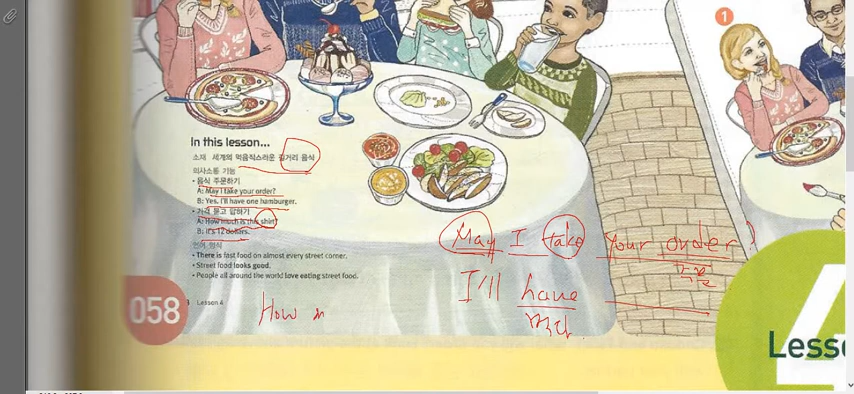 1
In this lesson...
소재 세계의 먹음직스러운 길거리 음식
의사소통 기능
• 음식 주문하기
A: May I take your order?
B: Yes. I'll have one hamburger.
• 가격 묻고 답하기
A: How much is this shirt?
B: It's 12 dollars.
언어 형식
• There is fast food on almost every street corner.
• Street food looks good.
• People all around the world love eating street food.
May I take your order?
주문
I'll have
먹다
How m
058
Lesson 4
4
Less